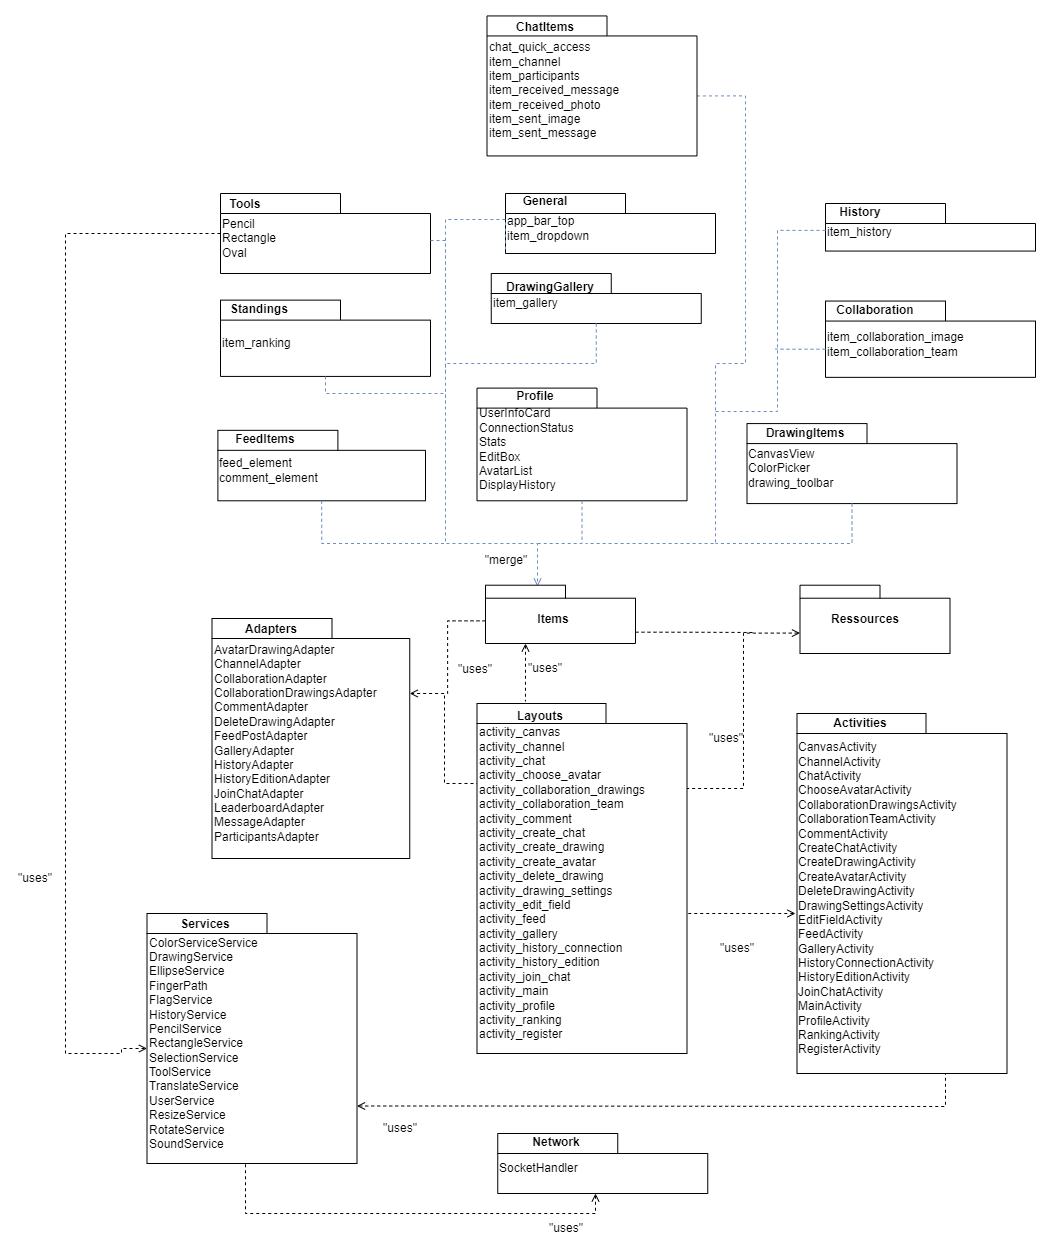 ChatItems
chat_quick_access
item_channel
item_participants
item_received_message
item_received_photo
item_sent_image
item_sent_message
Tools
Pencil
Rectangle
Oval
General
app_bar_top
item_dropdown
History
item_history
DrawingGallery
item_gallery
Standings
item_ranking
Collaboration
item_collaboration_image
item_collaboration_team
Profile
UserInfoCard
ConnectionStatus
Stats
EditBox
AvatarList
DisplayHistory
FeedItems
feed_element
comment_element
DrawingItems
CanvasView
ColorPicker
drawing_toolbar
"merge"
Items
Ressources
"uses"
"uses"
Adapters
AvatarDrawingAdapter
ChannelAdapter
CollaborationAdapter
CollaborationDrawingsAdapter
CommentAdapter
DeleteDrawingAdapter
FeedPostAdapter
GalleryAdapter
HistoryAdapter
HistoryEditionAdapter
JoinChatAdapter
LeaderboardAdapter
MessageAdapter
ParticipantsAdapter
Layouts
activity_canvas
activity_channel
activity_chat
activity_choose_avatar
activity_collaboration_drawings
activity_collaboration_team
activity_comment
activity_create_chat
activity_create_drawing
activity_create_avatar
activity_delete_drawing
activity_drawing_settings
activity_edit_field
activity_feed
activity_gallery
activity_history_connection
activity_history_edition
activity_join_chat
activity_main
activity_profile
activity_ranking
activity_register
"uses"
Activities
CanvasActivity
ChannelActivity
ChatActivity
ChooseAvatarActivity
CollaborationDrawingsActivity
CollaborationTeamActivity
CommentActivity
CreateChatActivity
CreateDrawingActivity
CreateAvatarActivity
DeleteDrawingActivity
DrawingSettingsActivity
EditFieldActivity
FeedActivity
GalleryActivity
HistoryConnectionActivity
HistoryEditionActivity
JoinChatActivity
MainActivity
ProfileActivity
RankingActivity
RegisterActivity
"uses"
"uses"
Services
ColorServiceService
DrawingService
EllipseService
FingerPath
FlagService
HistoryService
PencilService
RectangleService
SelectionService
ToolService
TranslateService
UserService
ResizeService
RotateService
SoundService
"uses"
Network
SocketHandler
"uses"